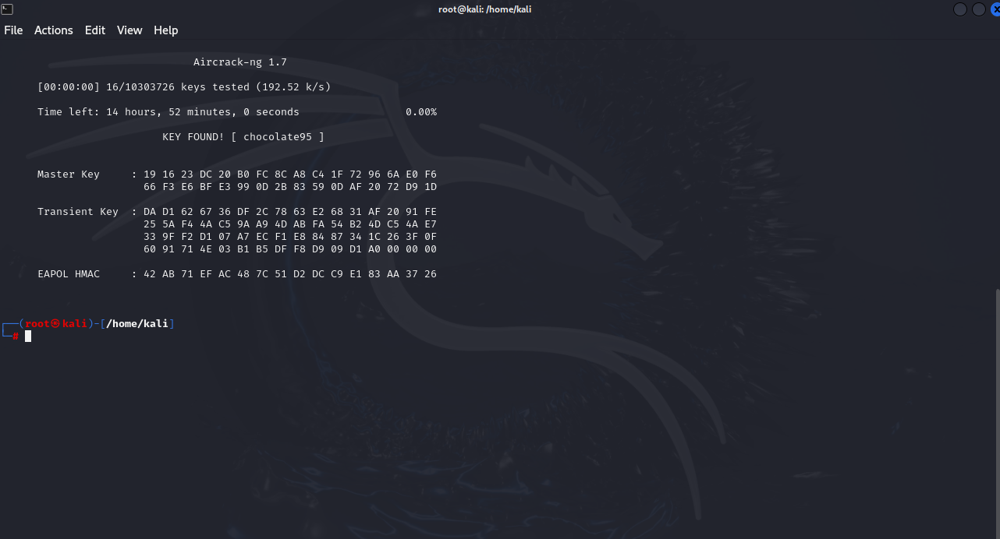 root@kali: /home/kali
File Actions Edit View Help
Aircrack-ng 1.7
[00:00:00] 16/10303726 keys tested (192.52 k/s)
Time left: 14 hours, 52 minutes, 0 seconds 0.00%
KEY FOUND! [ chocolate95 ]
Master Key : 19 16 23 DC 20 B0 FC 8C A8 C4 1F 72 96 6A E0 F6
66 F3 E6 BF E3 99 0D 2B 83 59 0D AF 20 72 D9 1D
Transient Key : DA D1 62 67 36 DF 2C 78 63 E2 68 31 AF 20 91 FE
25 5A F4 4A C5 9A A9 4D AB FA 54 B2 4D C5 4A E7
33 9F F2 D1 07 A7 EC F1 E8 84 87 34 1C 26 3F 0F
60 91 71 4E 03 B1 B5 DF F8 D9 09 D1 A0 00 00 00
EAPOL HMAC : 42 AB 71 EF AC 48 7C 51 D2 DC C9 E1 83 AA 37 26
┌──(root㉿kali)-[/home/kali]
└─#